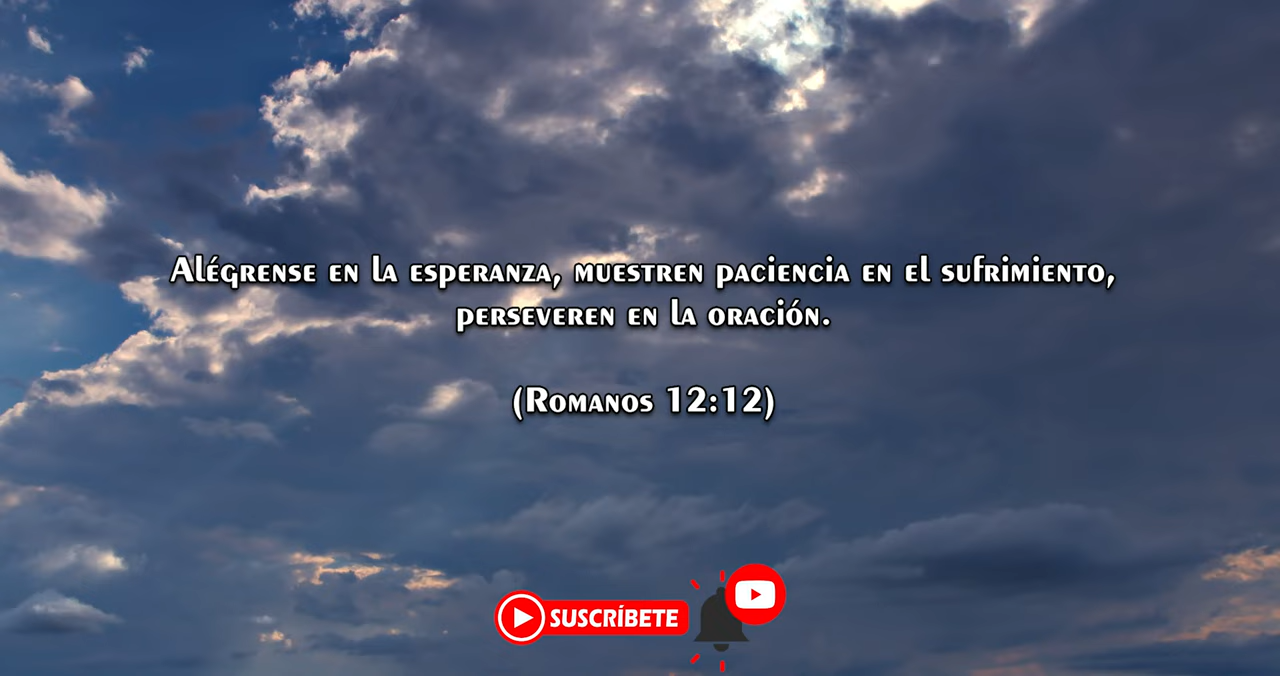 Alégrense en la esperanza, muestren paciencia en el sufrimiento,
perseveren en la oración.
(Romanos 12:12)
SUSCRÍBETE